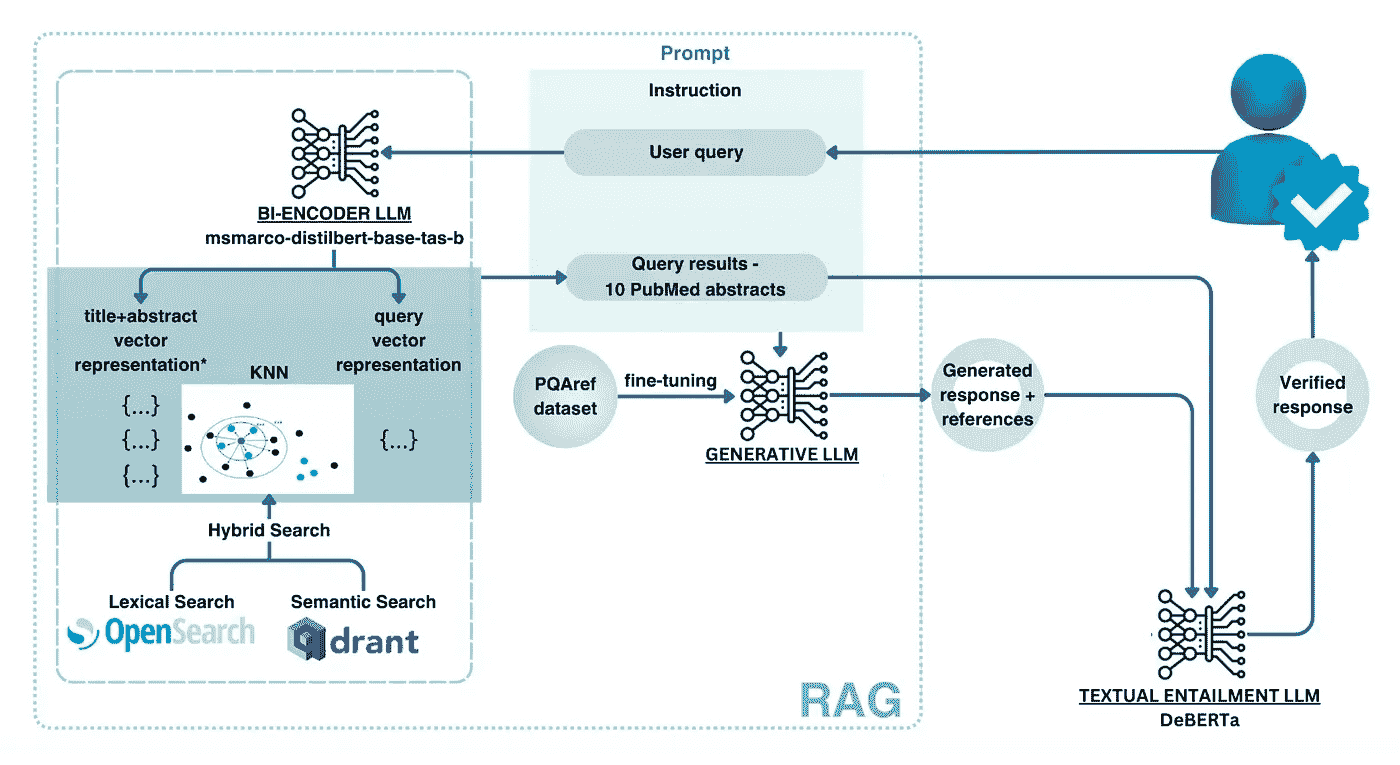 Prompt
Instruction
User query
BI-ENCODER LLM
msmarco-distilbert-base-tas-b
Query results -
10 PubMed abstracts
title+abstract
vector
representation*
query
vector
representation
KNN
{...}
{...}
{...}
{...}
Hybrid Search
Lexical Search
OpenSearch
Semantic Search
qdrant
PQAref
dataset
fine-tuning
GENERATIVE LLM
Generated
response +
references
Verified
response
RAG
TEXTUAL ENTAILMENT LLM
DeBERTa